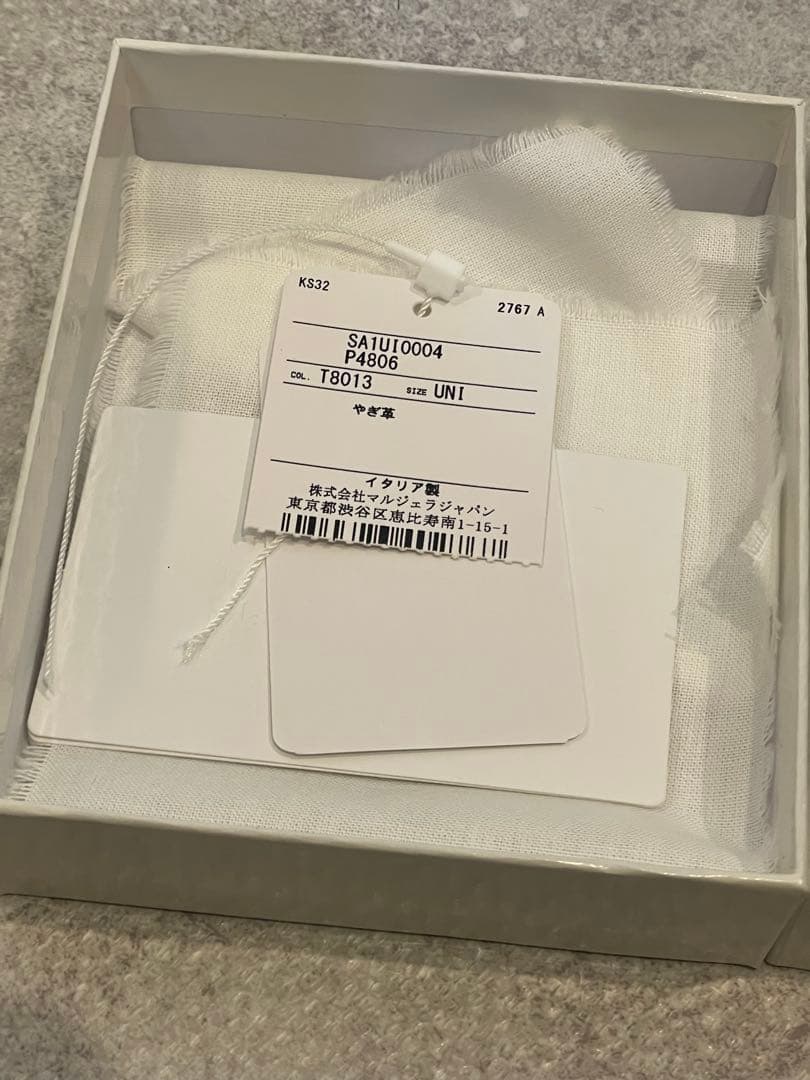 KS32 2767 A
SA1UI0004
P4806
COL. T8013 SIZE UNI
やぎ革
イタリア製
株式会社マルジェラジャパン
東京都渋谷区恵比寿南1-15-1